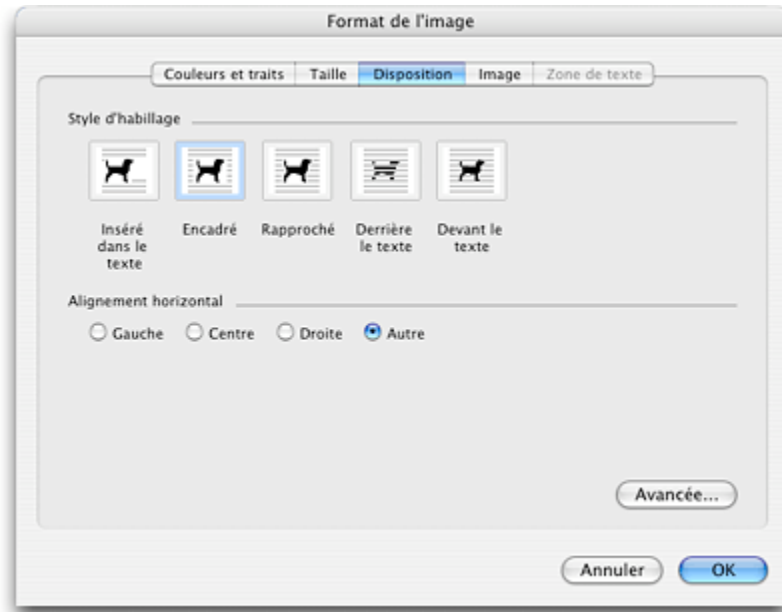 Format de l'image
Couleurs et traits Taille Disposition Image Zone de texte
Style d'habillage
Inséré dans le texte
Encadré
Rapproché
Derrière le texte
Devant le texte
Alignement horizontal
Gauche Centre Droite Autre
Avancée...
Annuler OK